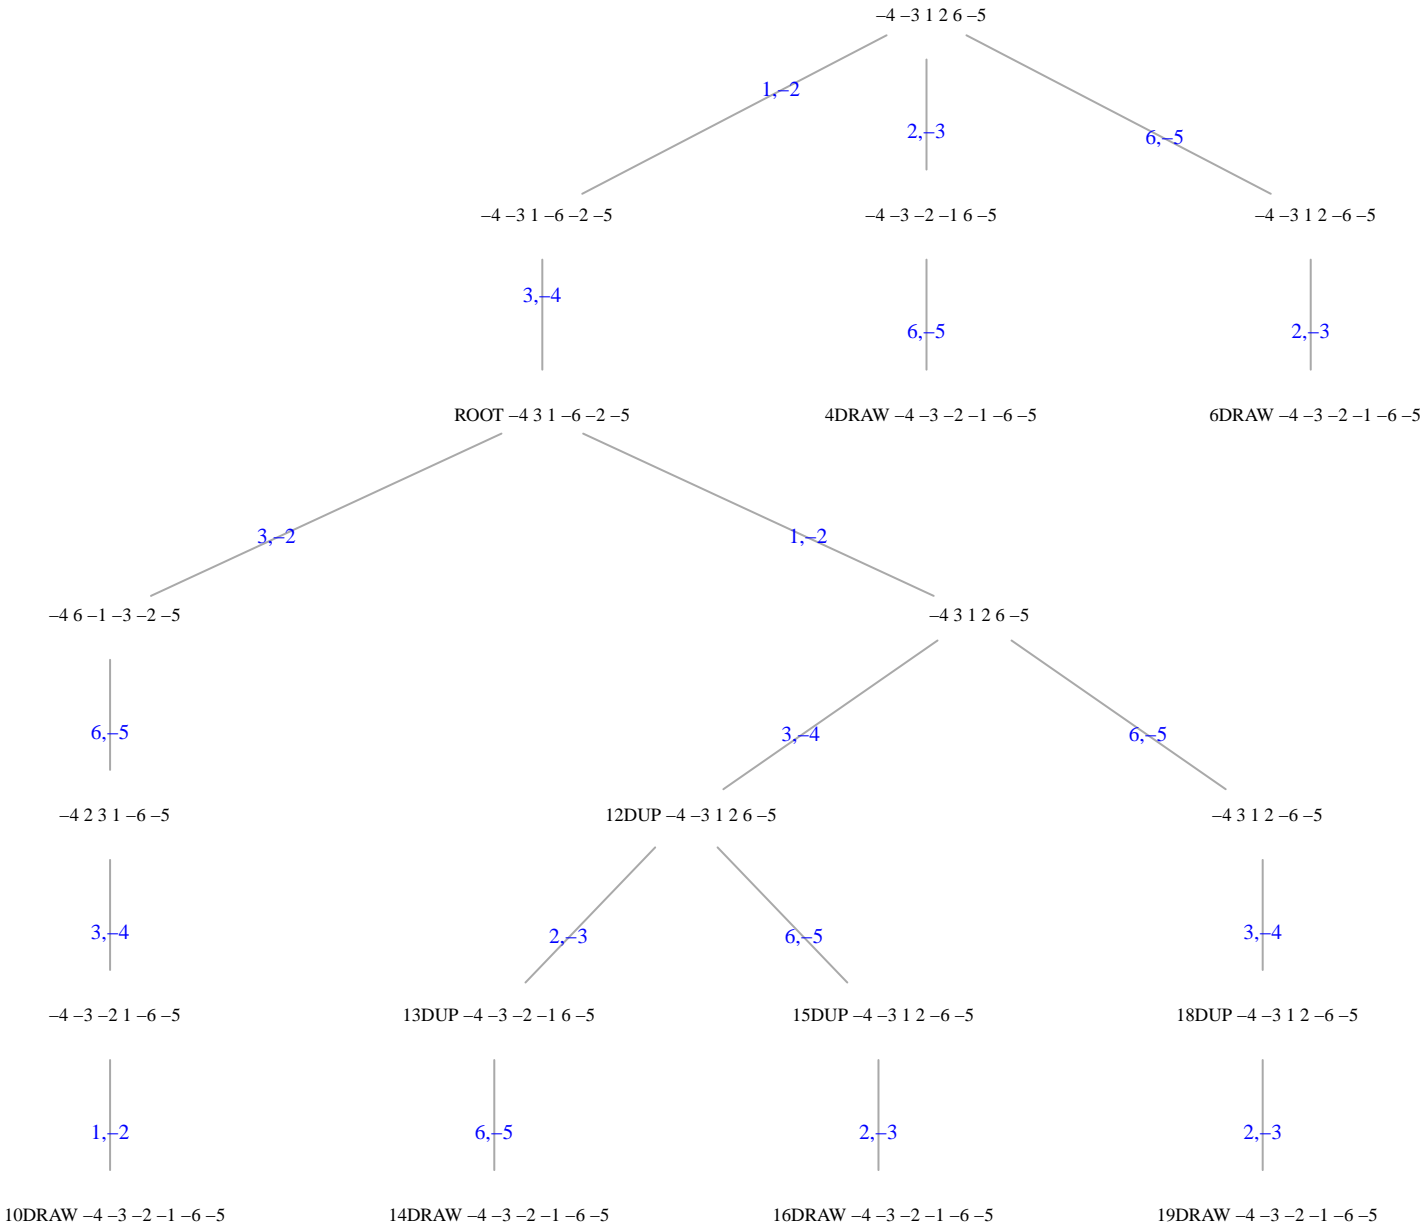 –4 –3 1 2 6 –5
1,–2
2,–3
6,–5
–4 –3 1 –6 –2 –5
–4 –3 –2 –1 6 –5
–4 –3 1 2 –6 –5
3,–4
6,–5
2,–3
ROOT –4 3 1 –6 –2 –5
4DRAW –4 –3 –2 –1 –6 –5
6DRAW –4 –3 –2 –1 –6 –5
3,–2
1,–2
–4 6 –1 –3 –2 –5
–4 3 1 2 6 –5
6,–5
3,–4
6,–5
–4 2 3 1 –6 –5
12DUP –4 –3 1 2 6 –5
–4 3 1 2 –6 –5
3,–4
2,–3
6,–5
3,–4
–4 –3 –2 1 –6 –5
13DUP –4 –3 –2 –1 6 –5
15DUP –4 –3 1 2 –6 –5
18DUP –4 –3 1 2 –6 –5
1,–2
6,–5
2,–3
2,–3
10DRAW –4 –3 –2 –1 –6 –5
14DRAW –4 –3 –2 –1 –6 –5
16DRAW –4 –3 –2 –1 –6 –5
19DRAW –4 –3 –2 –1 –6 –5